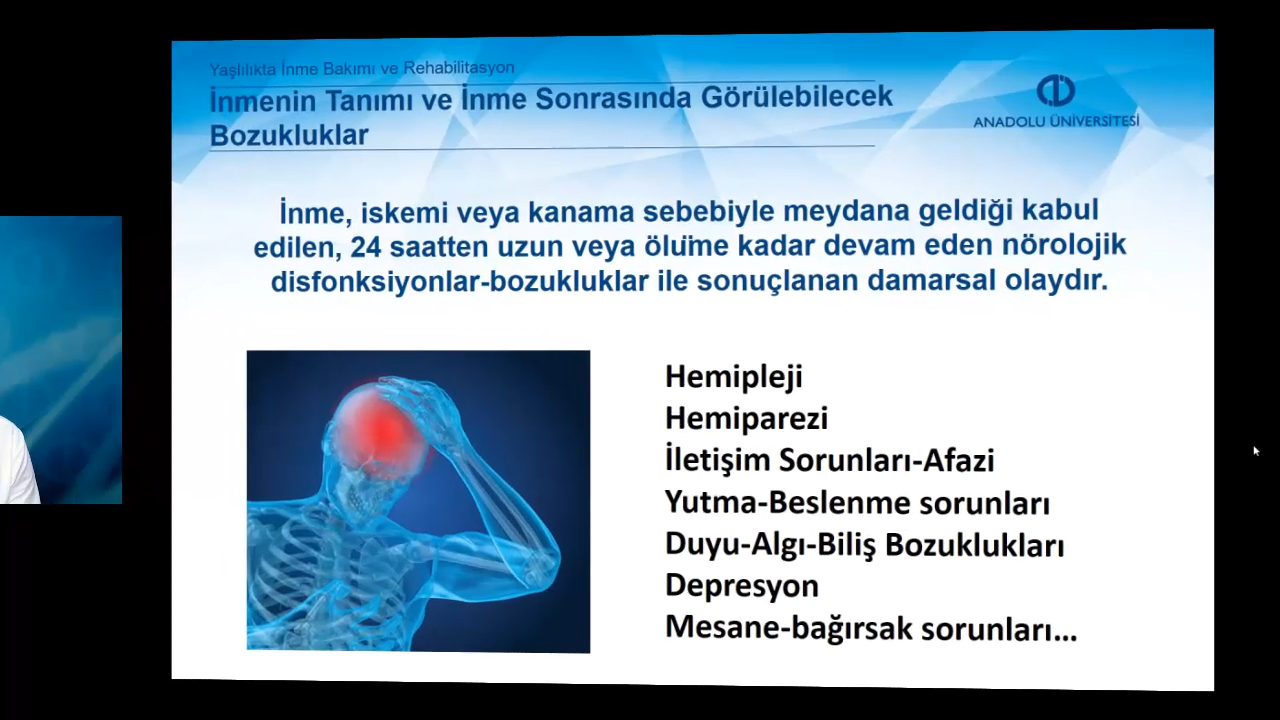 Yaşlılıkta İnme Bakımı ve Rehabilitasyon
İnmenin Tanımı ve İnme Sonrasında Görülebilecek
Bozukluklar
ANADOLU ÜNİVERSİTESİ
İnme, iskemi veya kanama sebebiyle meydana geldiği kabul
edilen, 24 saatten uzun veya ölüme kadar devam eden nörolojik
disfonksiyonlar-bozukluklar ile sonuçlanan damarsal olaydır.
Hemipleji
Hemiparezi
İletişim Sorunları-Afazi
Yutma-Beslenme sorunları
Duyu-Algı-Biliş Bozuklukları
Depresyon
Mesane-bağırsak sorunları...